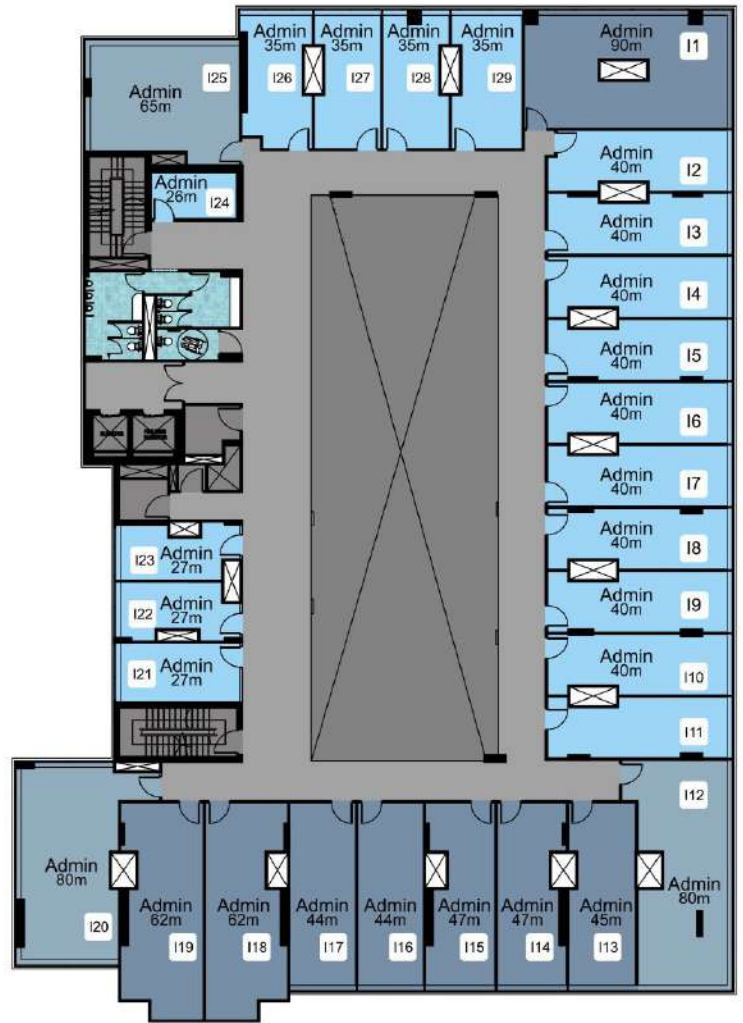 Admin
35m
I26
Admin
35m
I27
Admin
35m
I28
Admin
35m
I29
Admin
90m
I1
Admin
65m
I25
Admin
40m
I2
Admin
26m
I24
Admin
40m
I3
Admin
40m
I4
Admin
40m
I5
Admin
40m
I6
Admin
40m
I7
Admin
40m
I8
Admin
40m
I9
Admin
40m
I10
I11
I23
Admin
27m
I22
Admin
27m
I21
Admin
27m
I12
Admin
80m
Admin
80m
I20
Admin
62m
I19
Admin
62m
I18
Admin
44m
I17
Admin
44m
I16
Admin
47m
I15
Admin
47m
I14
Admin
45m
I13